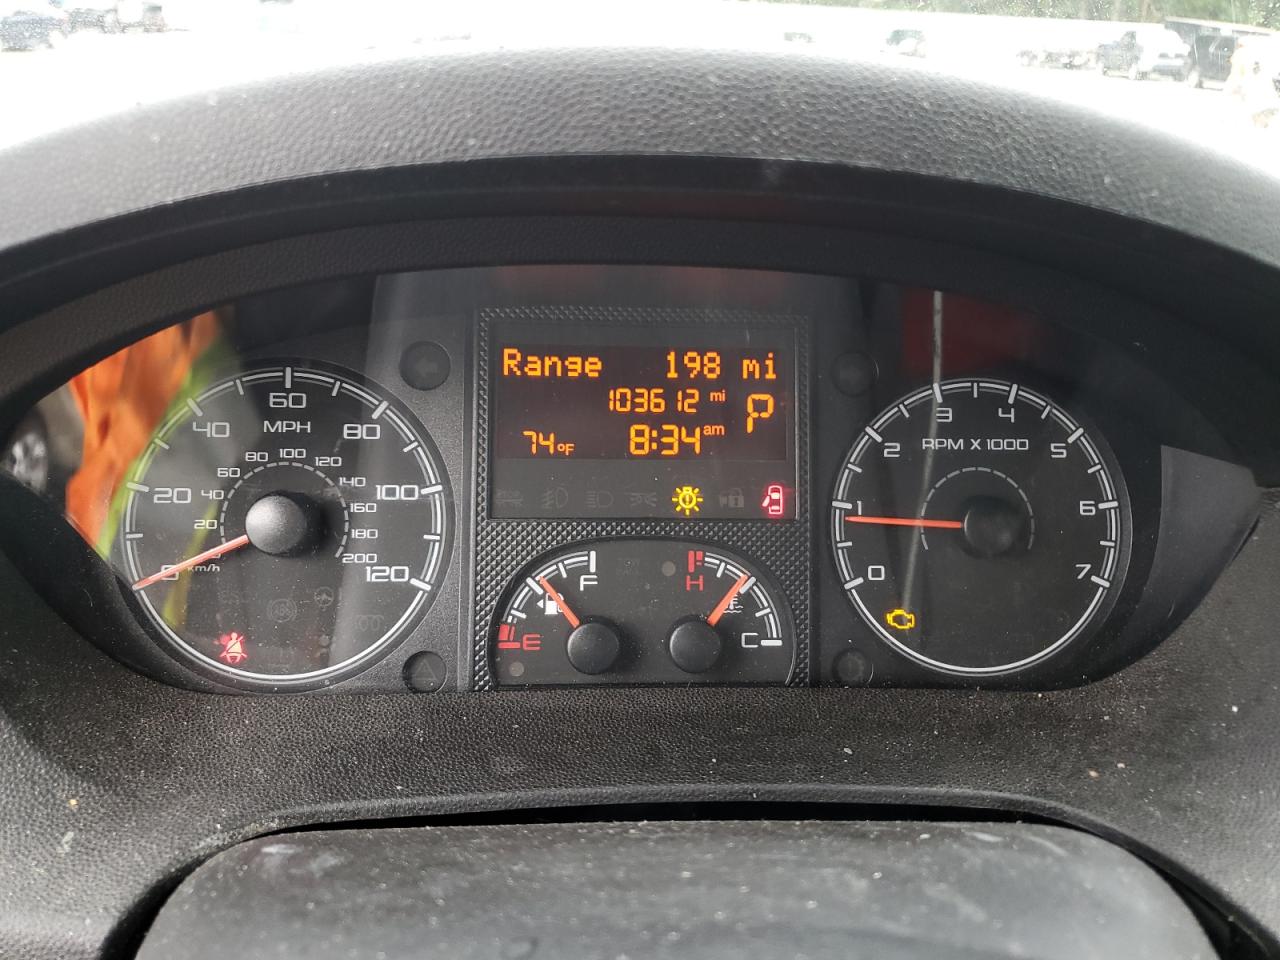 Range 198 mi
103612 mi
P
74°F 8:34 am
0 20 40 60 80 100 120
MPH
20 40 60 80 100 120 140 160 180 200
km/h
E F
H C
0 1 2 3 4 5 6 7
RPM X 1000